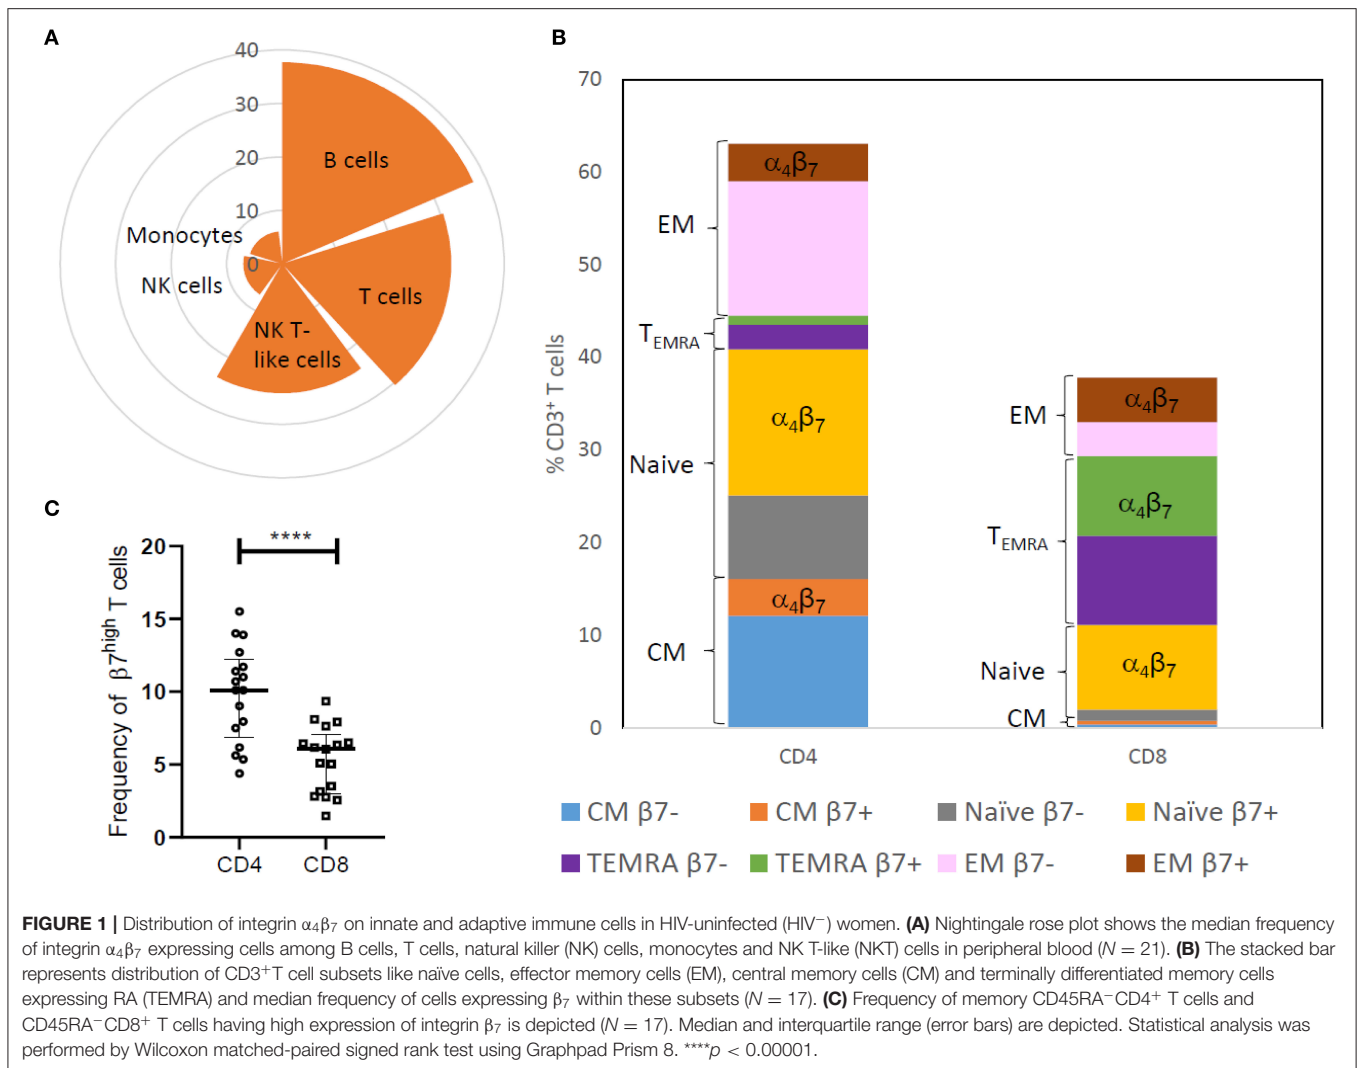 A
40
30
20
10
0
B cells
T cells
NK T-
like cells
NK cells
Monocytes
B
70
60
50
40
30
20
10
0
% CD3⁺ T cells
EM
T_EMRA
Naive
CM
α₄β₇
α₄β₇
α₄β₇
CD4
EM
T_EMRA
Naive
CM
α₄β₇
α₄β₇
α₄β₇
CD8
CM β7-
CM β7+
Naïve β7-
Naïve β7+
TEMRA β7-
TEMRA β7+
EM β7-
EM β7+
C
Frequency of β7ʰⁱᵍʰ T cells
20
15
10
5
0
****
CD4
CD8
FIGURE 1 | Distribution of integrin α₄β₇ on innate and adaptive immune cells in HIV-uninfected (HIV⁻) women. (A) Nightingale rose plot shows the median frequency
of integrin α₄β₇ expressing cells among B cells, T cells, natural killer (NK) cells, monocytes and NK T-like (NKT) cells in peripheral blood (N = 21). (B) The stacked bar
represents distribution of CD3⁺T cell subsets like naïve cells, effector memory cells (EM), central memory cells (CM) and terminally differentiated memory cells
expressing RA (TEMRA) and median frequency of cells expressing β₇ within these subsets (N = 17). (C) Frequency of memory CD45RA⁻CD4⁺ T cells and
CD45RA⁻CD8⁺ T cells having high expression of integrin β₇ is depicted (N = 17). Median and interquartile range (error bars) are depicted. Statistical analysis was
performed by Wilcoxon matched-paired signed rank test using Graphpad Prism 8. ****p < 0.00001.